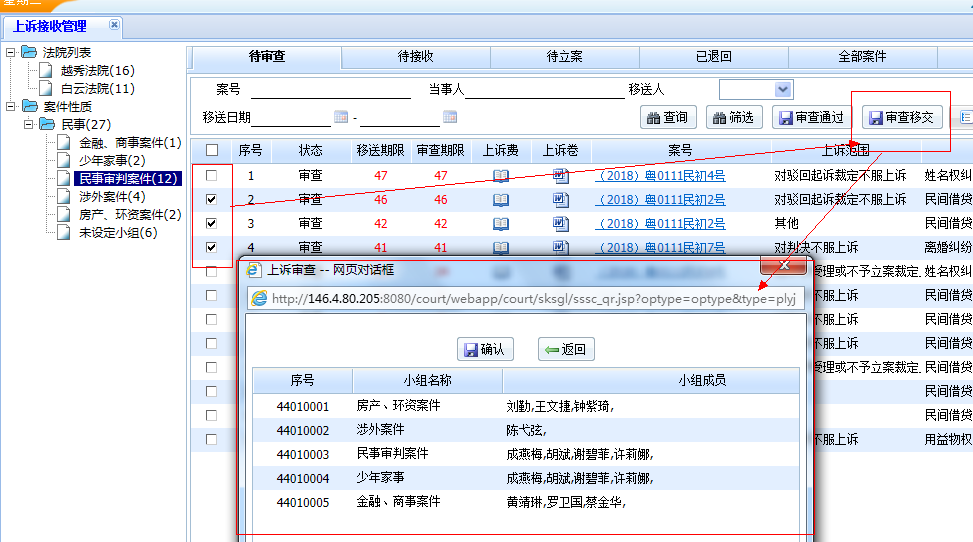 星期二
上诉接收管理
法院列表
越秀法院(16)
白云法院(11)
案件性质
民事(27)
金融、商事案件(1)
少年家事(2)
民事审判案件(12)
涉外案件(4)
房产、环资案件(2)
未设定小组(6)
待审查 待接收 待立案 已退回 全部案件
案号 当事人 移送人
移送日期 - 查询 筛选 审查通过 审查移交
序号 状态 移送期限 审查期限 上诉费 上诉卷 案号 上诉范围
1 审查 47 47 （2018）粤0111民初4号 对驳回起诉裁定不服上诉 姓名权纠
2 审查 46 46 （2018）粤0111民初2号 对驳回起诉裁定不服上诉 民间借贷
3 审查 42 42 （2018）粤0111民初2号 其他 民间借贷
4 审查 41 41 （2018）粤0111民初7号 对判决不服上诉 离婚纠纷
受理或不予立案裁定. 姓名权纠
不服上诉 民间借贷
不服上诉 民间借贷
不服上诉 民间借贷
受理或不予立案裁定. 民间借贷
民间借贷
民间借贷
不服上诉 用益物权
上诉审查 -- 网页对话框
http://146.4.80.205:8080/court/webapp/court/sksgl/sssc_qr.jsp?optype=optype&type=plyj
确认 返回
序号 小组名称 小组成员
44010001 房产、环资案件 刘勤,王文捷,钟紫琦,
44010002 涉外案件 陈弋弦,
44010003 民事审判案件 成燕梅,胡斌,谢碧菲,许莉娜,
44010004 少年家事 成燕梅,胡斌,谢碧菲,许莉娜,
44010005 金融、商事案件 黄靖琳,罗卫国,蔡金华,